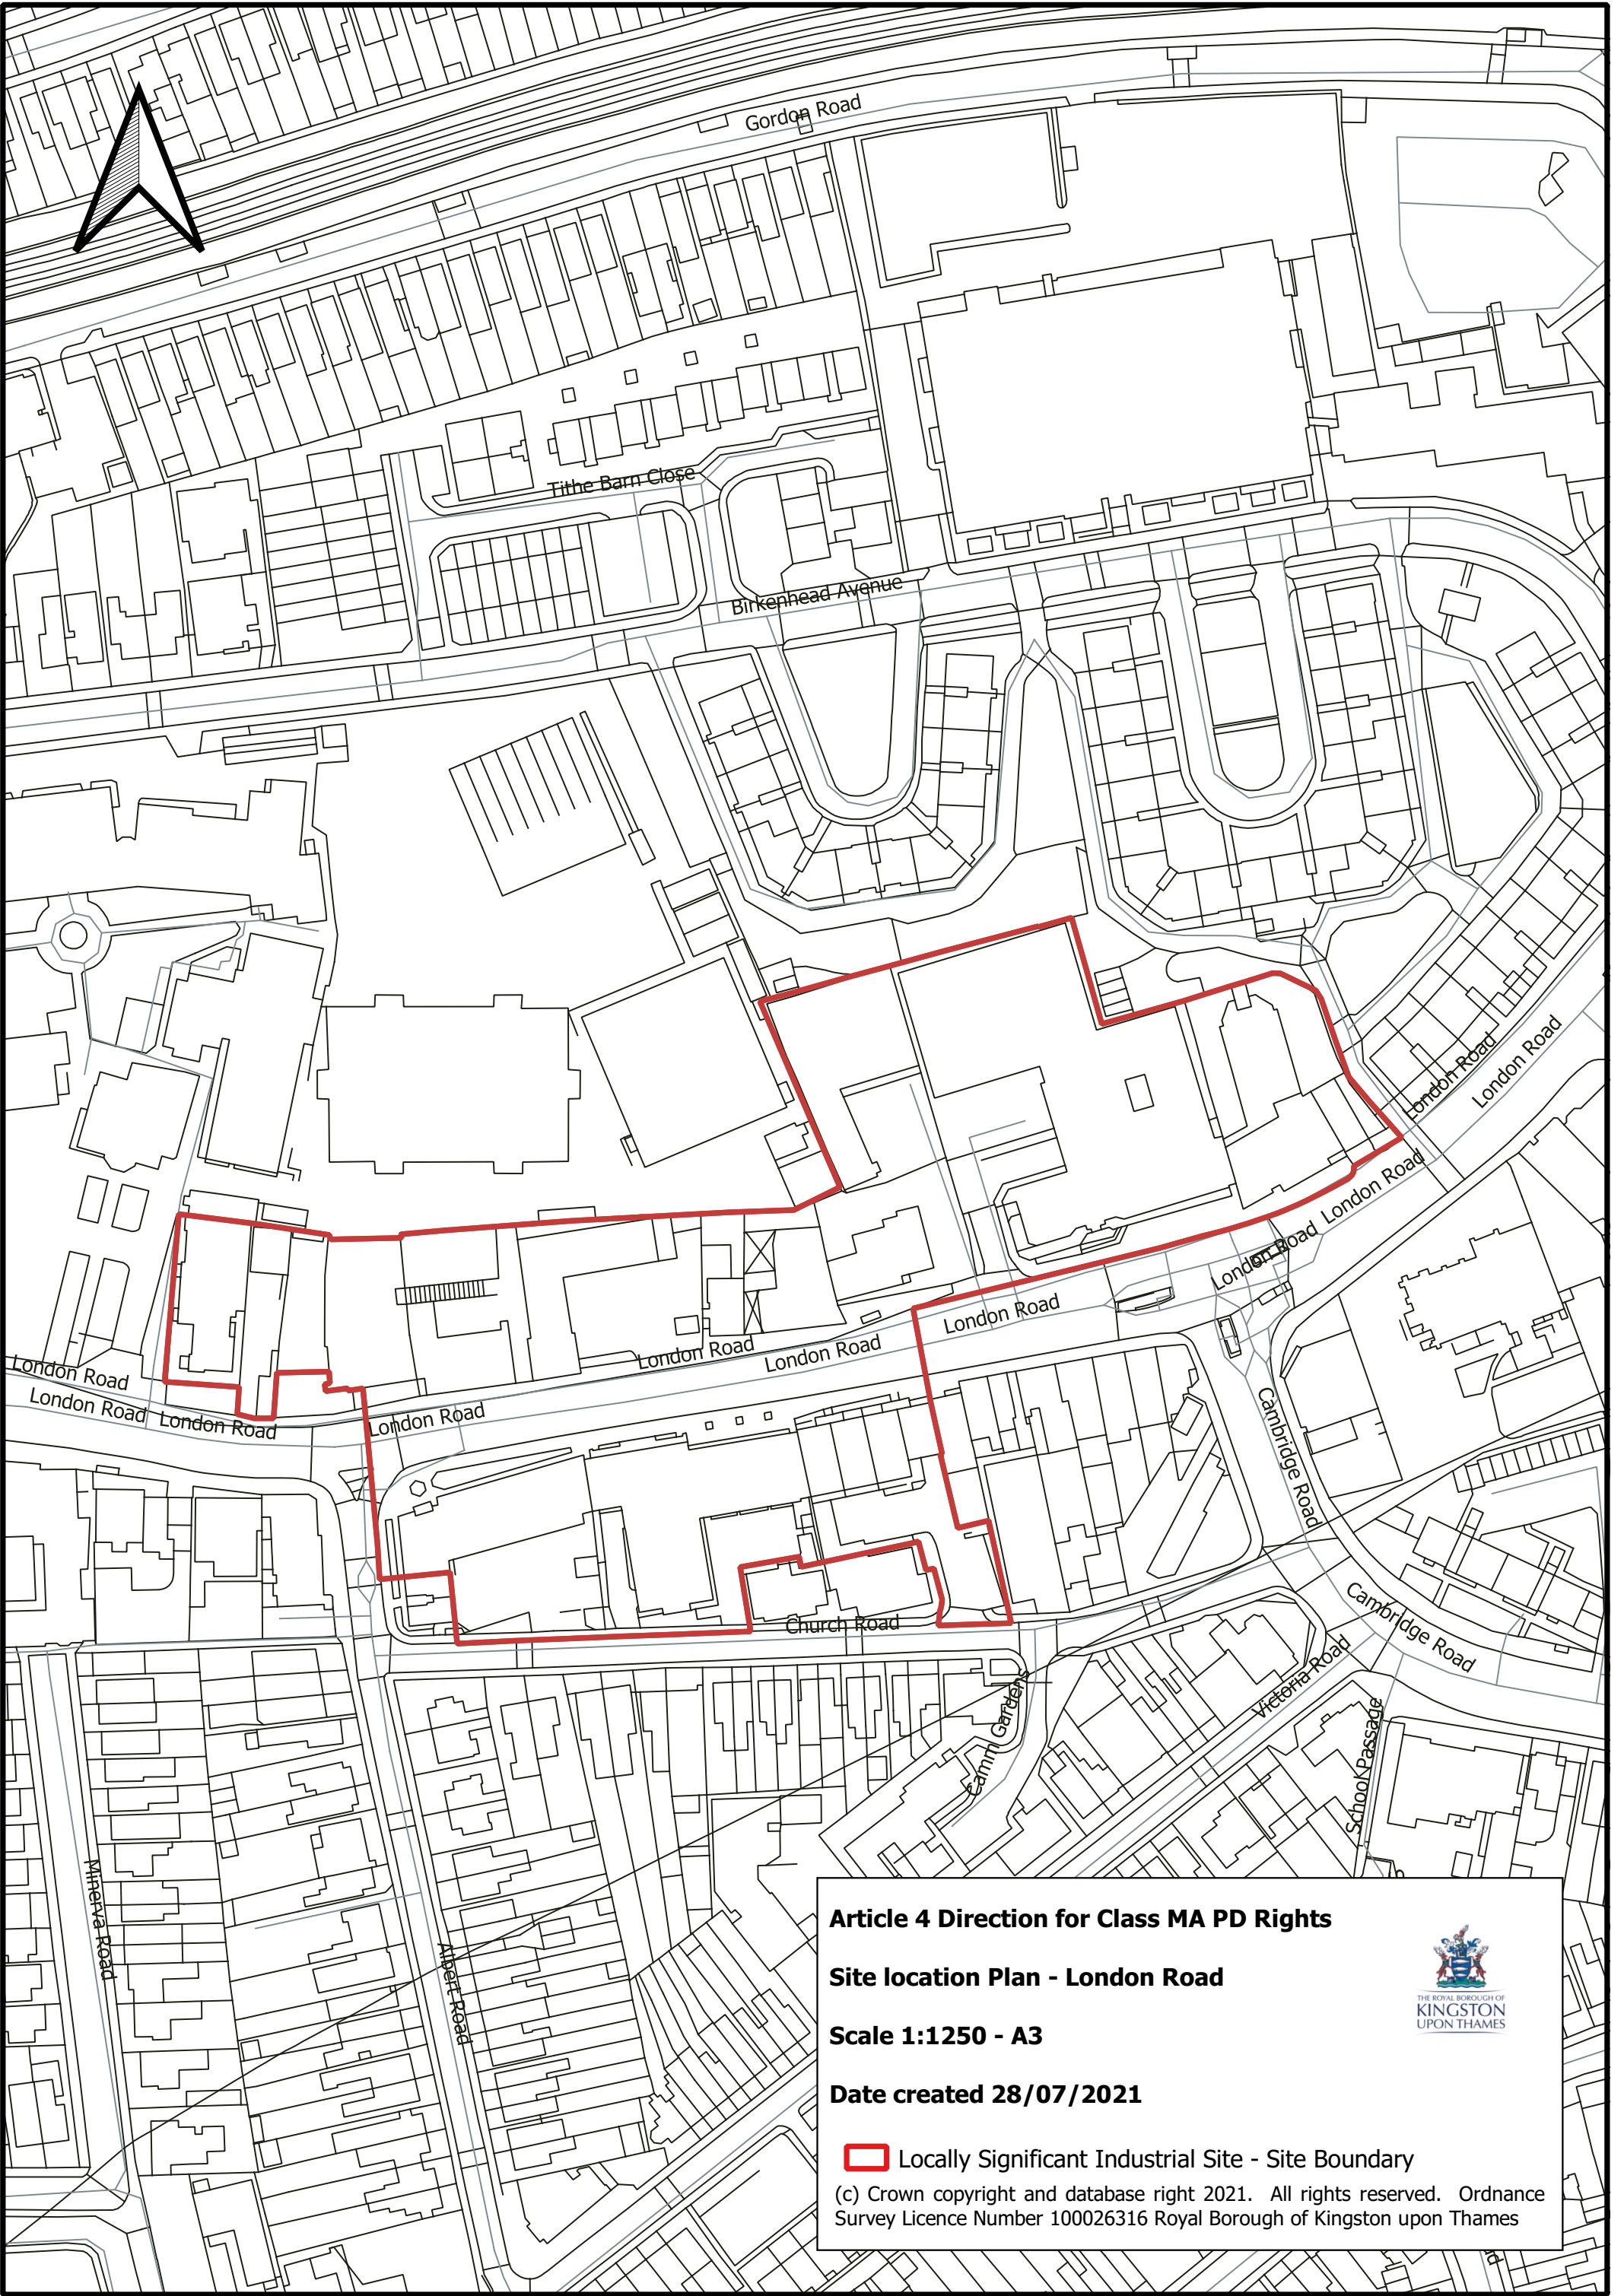 Gordon Road
Tithe Barn Close
Birkenhead Avenue
London Road
London Road
London Road
London Road
London Road
London Road
London Road
London Road
London Road
London Road
London Road
Cambridge Road
Cambridge Road
Church Road
Victoria Road
Camm Gardens
School Passage
Minerva Road
Albert Road
Article 4 Direction for Class MA PD Rights
Site location Plan - London Road
Scale 1:1250 - A3
Date created 28/07/2021
THE ROYAL BOROUGH OF
KINGSTON
UPON THAMES
Locally Significant Industrial Site - Site Boundary
(c) Crown copyright and database right 2021. All rights reserved. Ordnance
Survey Licence Number 100026316 Royal Borough of Kingston upon Thames